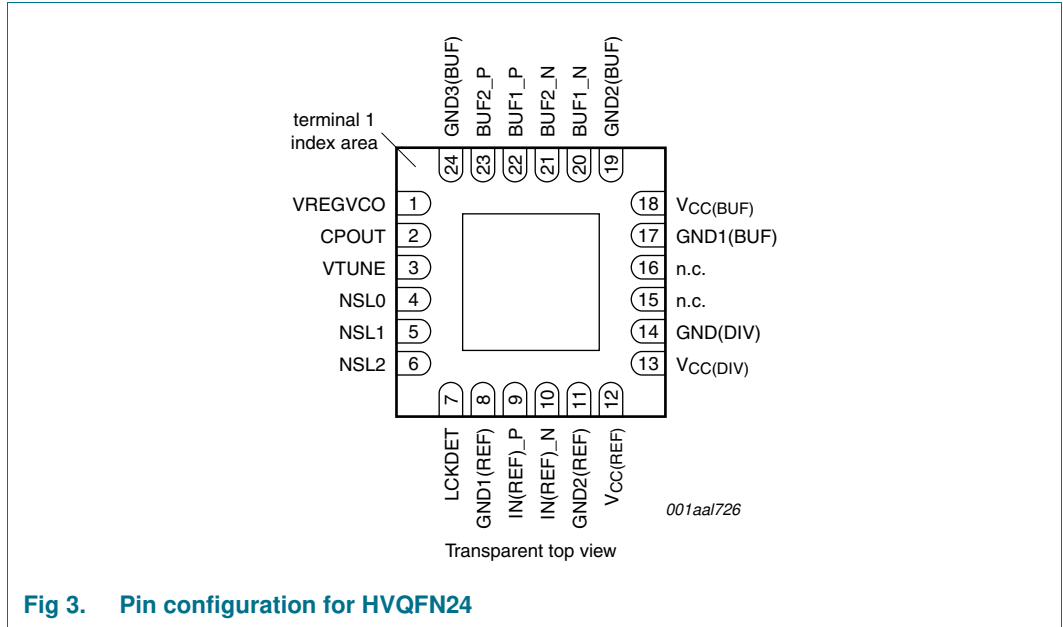 GND3(BUF)
BUF2_P
BUF1_P
BUF2_N
BUF1_N
GND2(BUF)
terminal 1
index area
24
23
22
21
20
19
VREGVCO 1
CPOUT 2
VTUNE 3
NSL0 4
NSL1 5
NSL2 6
18 VCC(BUF)
17 GND1(BUF)
16 n.c.
15 n.c.
14 GND(DIV)
13 VCC(DIV)
7
8
9
10
11
12
LCKDET
GND1(REF)
IN(REF)_P
IN(REF)_N
GND2(REF)
VCC(REF)
001aal726
Transparent top view
Fig 3. Pin configuration for HVQFN24